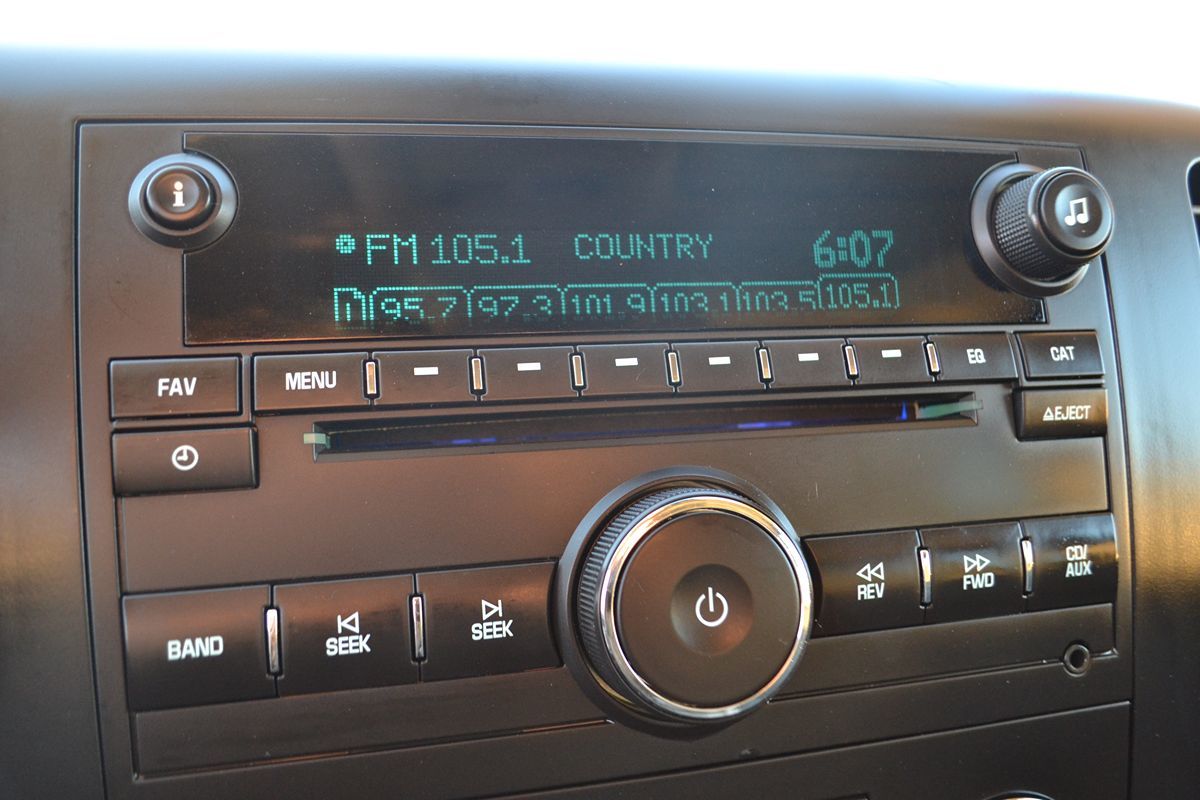 i
FM 105.1 COUNTRY 6:07
95.7 97.3 101.9 103.1 103.5 105.1
FAV MENU EQ CAT
EJECT
BAND SEEK SEEK REV FWD CD/
AUX